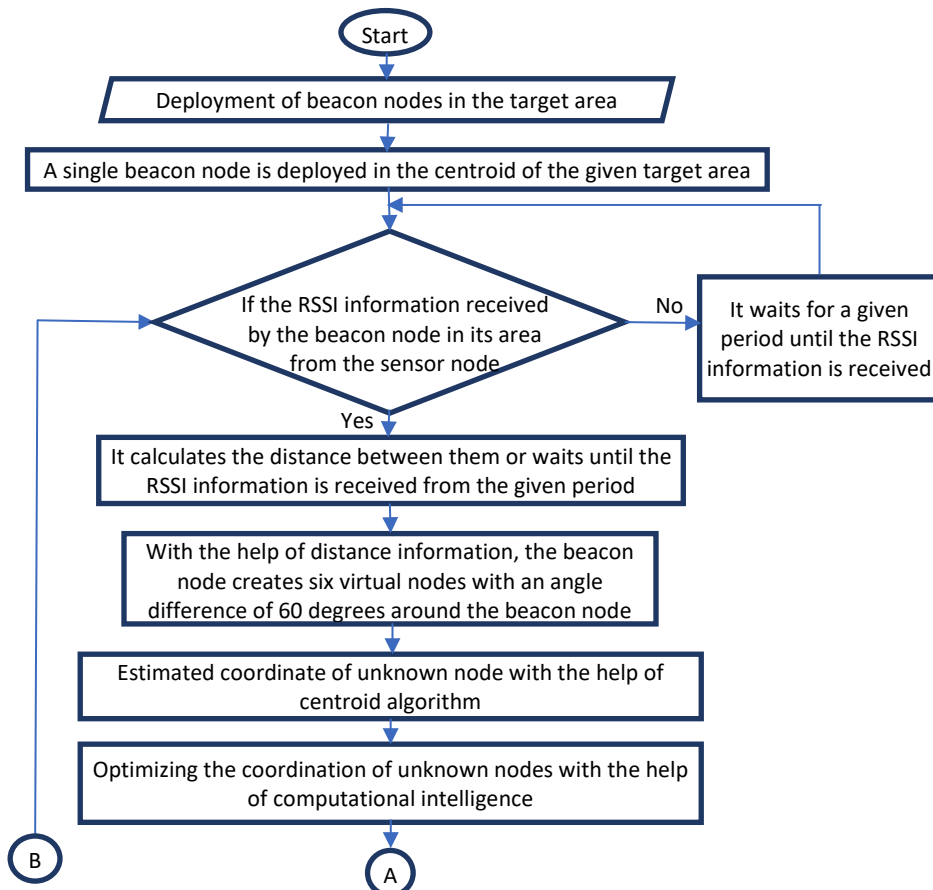 Start
Deployment of beacon nodes in the target area
A single beacon node is deployed in the centroid of the given target area
If the RSSI information received
by the beacon node in its area
from the sensor node
No
It waits for a given
period until the RSSI
information is received
Yes
It calculates the distance between them or waits until the
RSSI information is received from the given period
With the help of distance information, the beacon
node creates six virtual nodes with an angle
difference of 60 degrees around the beacon node
Estimated coordinate of unknown node with the help of
centroid algorithm
Optimizing the coordination of unknown nodes with the help
of computational intelligence
B
A